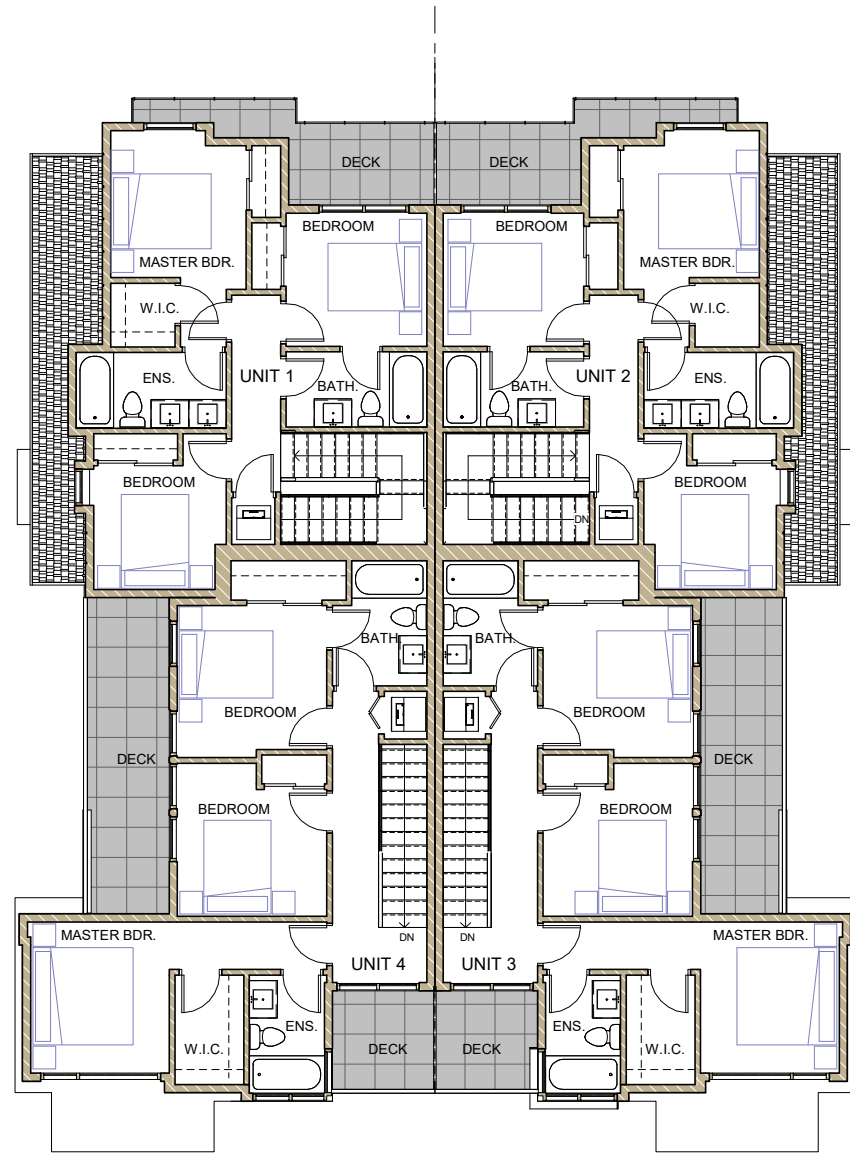 DECK
DECK
BEDROOM
BEDROOM
MASTER BDR.
MASTER BDR.
W.I.C.
W.I.C.
ENS.
UNIT 1
BATH.
BATH.
UNIT 2
ENS.
BEDROOM
BEDROOM
DN
BATH.
BATH.
BEDROOM
BEDROOM
DECK
DECK
BEDROOM
BEDROOM
MASTER BDR.
DN
DN
MASTER BDR.
UNIT 4
UNIT 3
ENS.
ENS.
W.I.C.
DECK
DECK
W.I.C.